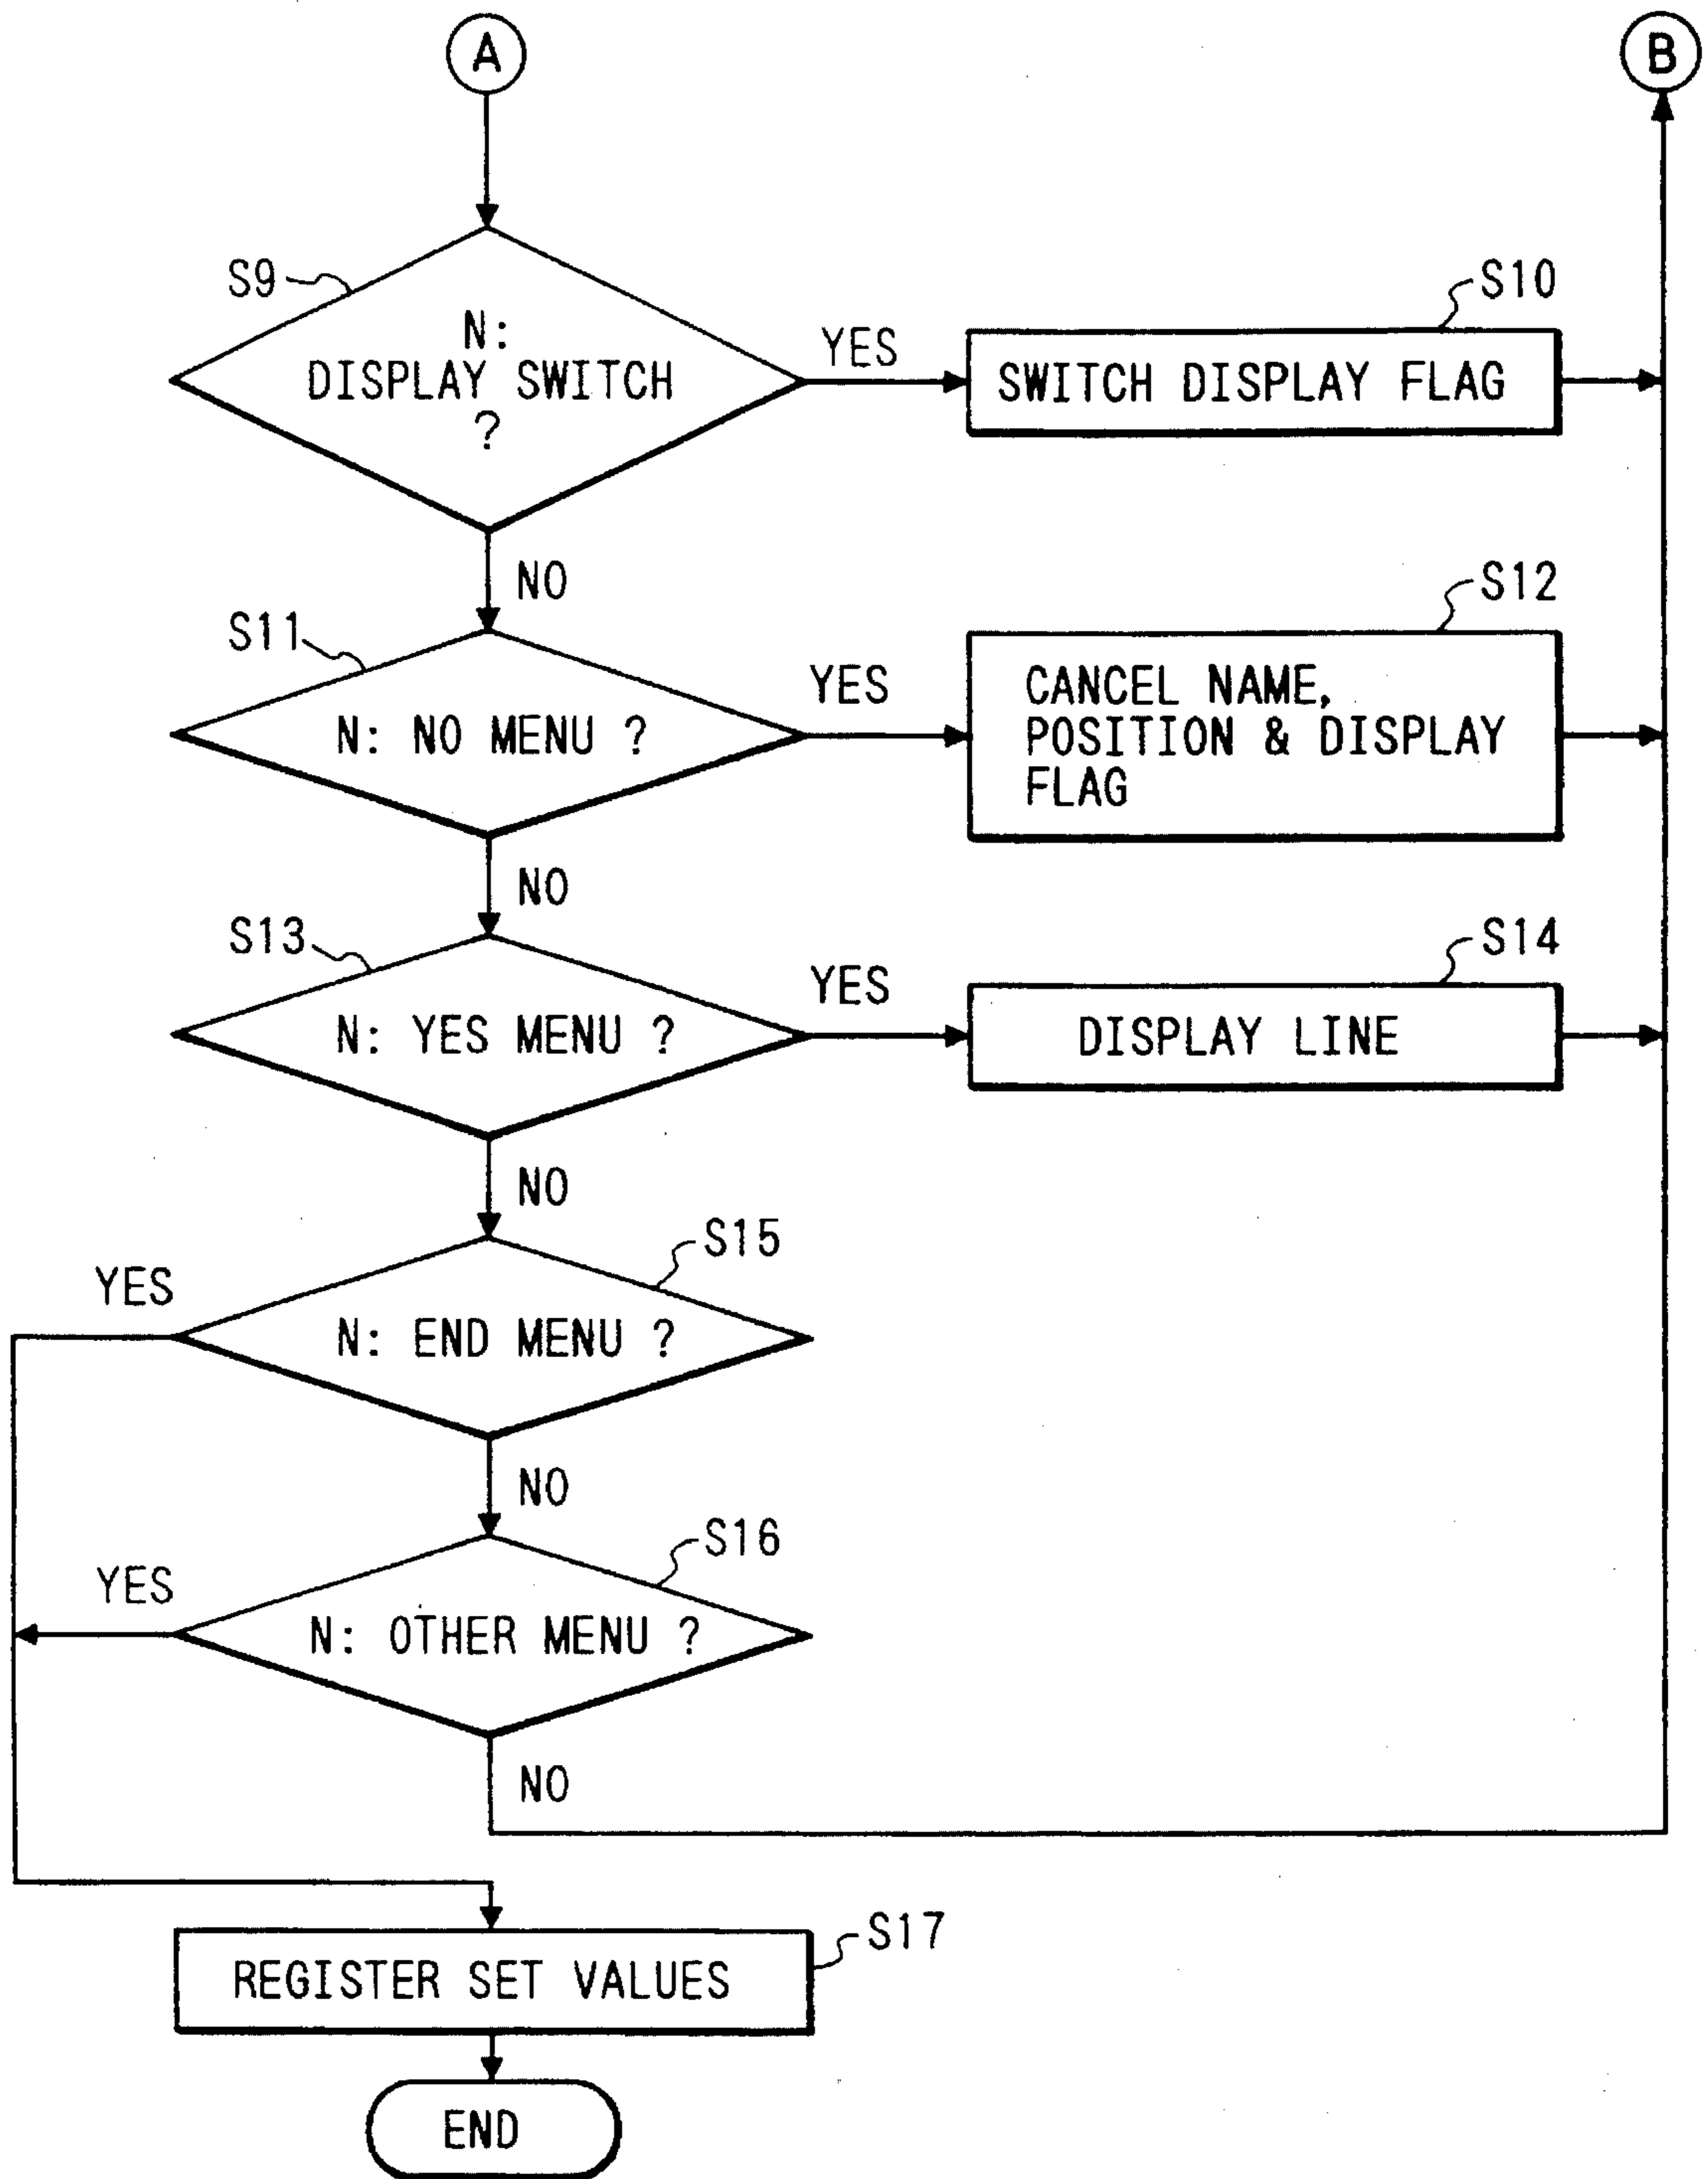 A
B
S9
N:
DISPLAY SWITCH
?
YES
S10
SWITCH DISPLAY FLAG
NO
S11
N: NO MENU ?
YES
S12
CANCEL NAME,
POSITION & DISPLAY
FLAG
NO
S13
N: YES MENU ?
YES
S14
DISPLAY LINE
NO
S15
YES
N: END MENU ?
NO
S16
YES
N: OTHER MENU ?
NO
S17
REGISTER SET VALUES
END